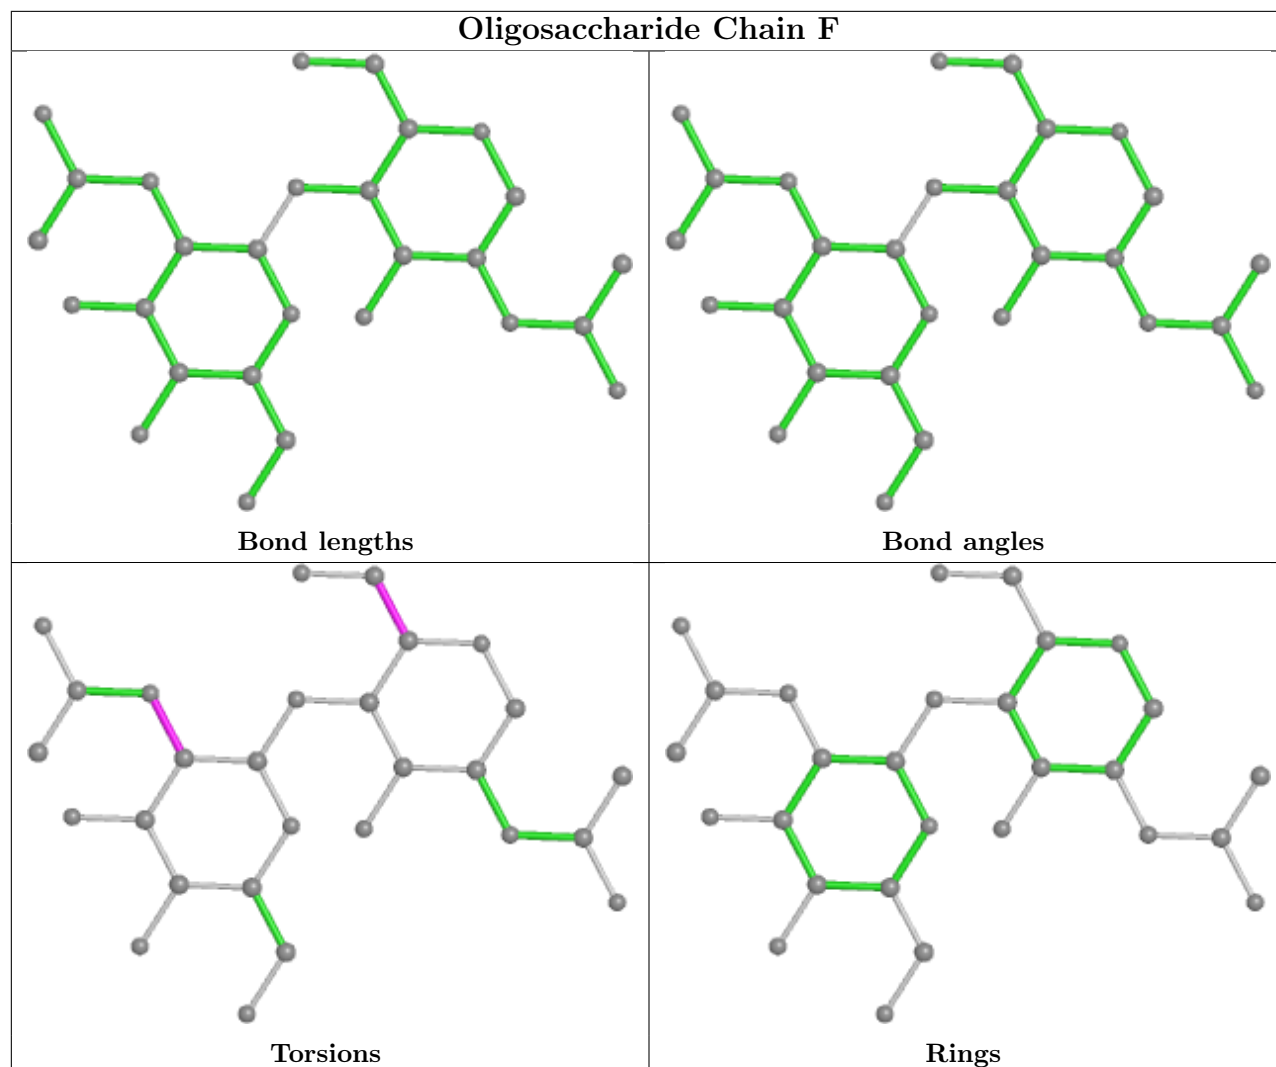 Oligosaccharide Chain F
Bond lengths
Bond angles
Torsions
Rings